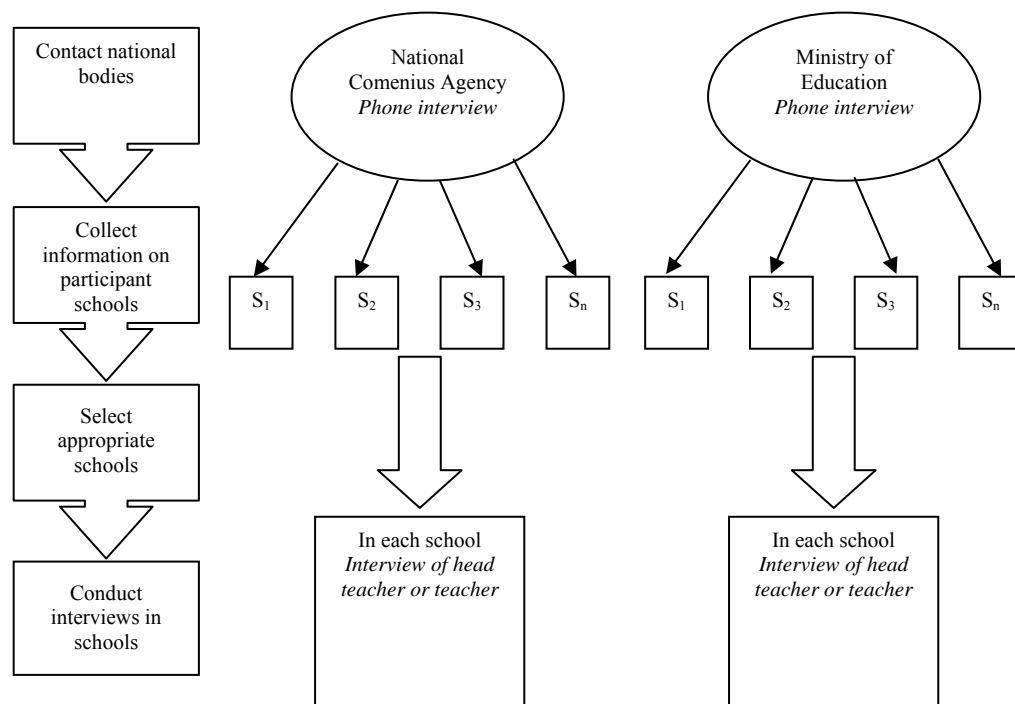 Contact national
bodies
National
Comenius Agency
Phone interview
Ministry of
Education
Phone interview
Collect
information on
participant
schools
S₁
S₂
S₃
Sₙ
S₁
S₂
S₃
Sₙ
Select
appropriate
schools
In each school
Interview of head
teacher or teacher
In each school
Interview of head
teacher or teacher
Conduct
interviews in
schools